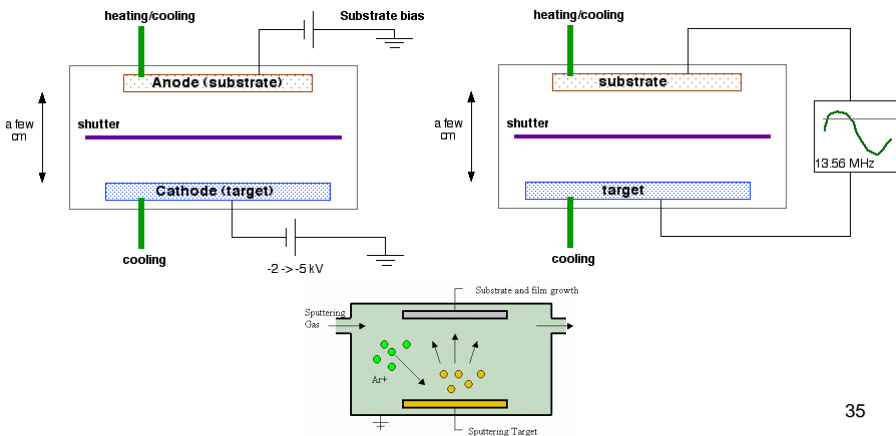 heating/cooling
Substrate bias
Anode (substrate)
a few
cm
shutter
Cathode (target)
cooling
-2 -> -5 kV
heating/cooling
substrate
a few
cm
shutter
13.56 MHz
target
cooling
Substrate and film growth
Sputtering
Gas
Ar+
Sputtering Target
35